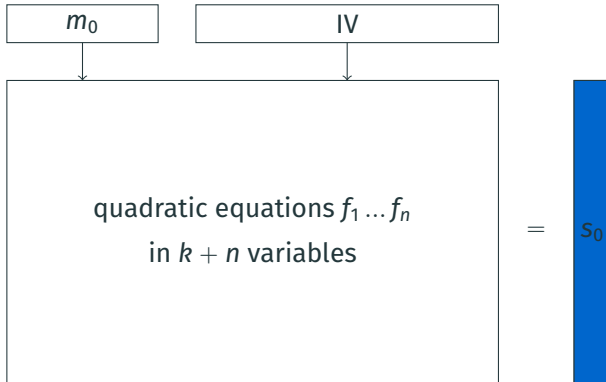 m₀ IV
quadratic equations f₁ … fₙ
in k + n variables
= s₀